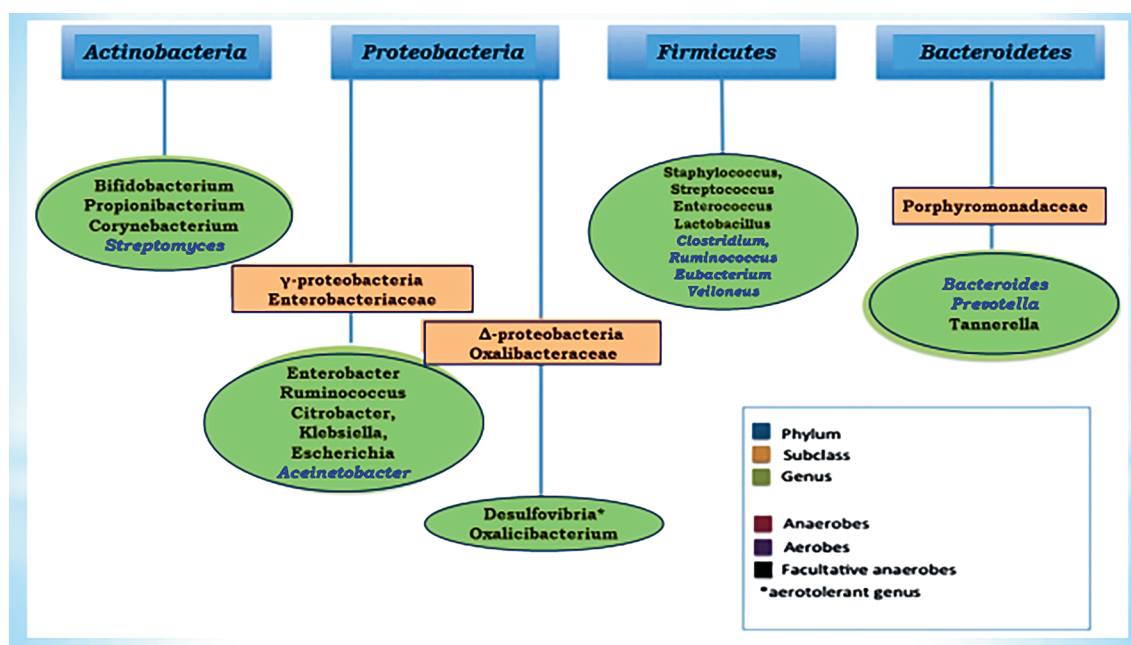 Actinobacteria
Proteobacteria
Firmicutes
Bacteroidetes
Bifidobacterium
Propionibacterium
Corynebacterium
Streptomyces
γ-proteobacteria
Enterobacteriaceae
Enterobacter
Ruminococcus
Citrobacter,
Klebsiella,
Escherichia
Aceinetobacter
Δ-proteobacteria
Oxalibacteraceae
Desulfovibria*
Oxalicibacterium
Staphylococcus,
Streptococcus
Enterococcus
Lactobacillus
Clostridium,
Ruminococcus
Eubacterium
Veiloneus
Porphyromonadaceae
Bacteroides
Prevotella
Tannerella
Phylum
Subclass
Genus
Anaerobes
Aerobes
Facultative anaerobes
*aerotolerant genus